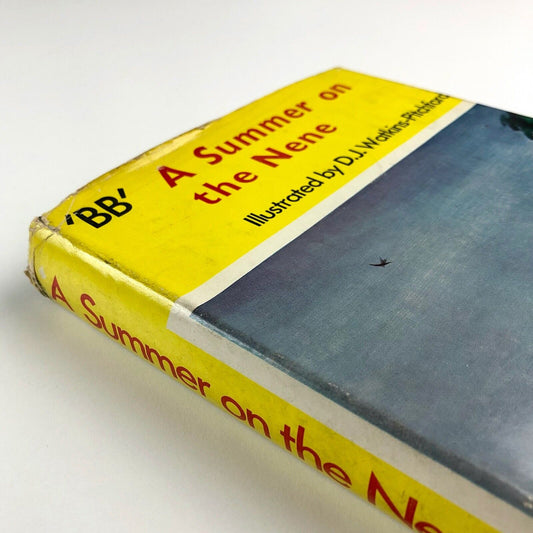 'BB'
A Summer on
the Nene
Illustrated by D.J. Watkins-Pitchford
A Summer on the Ne